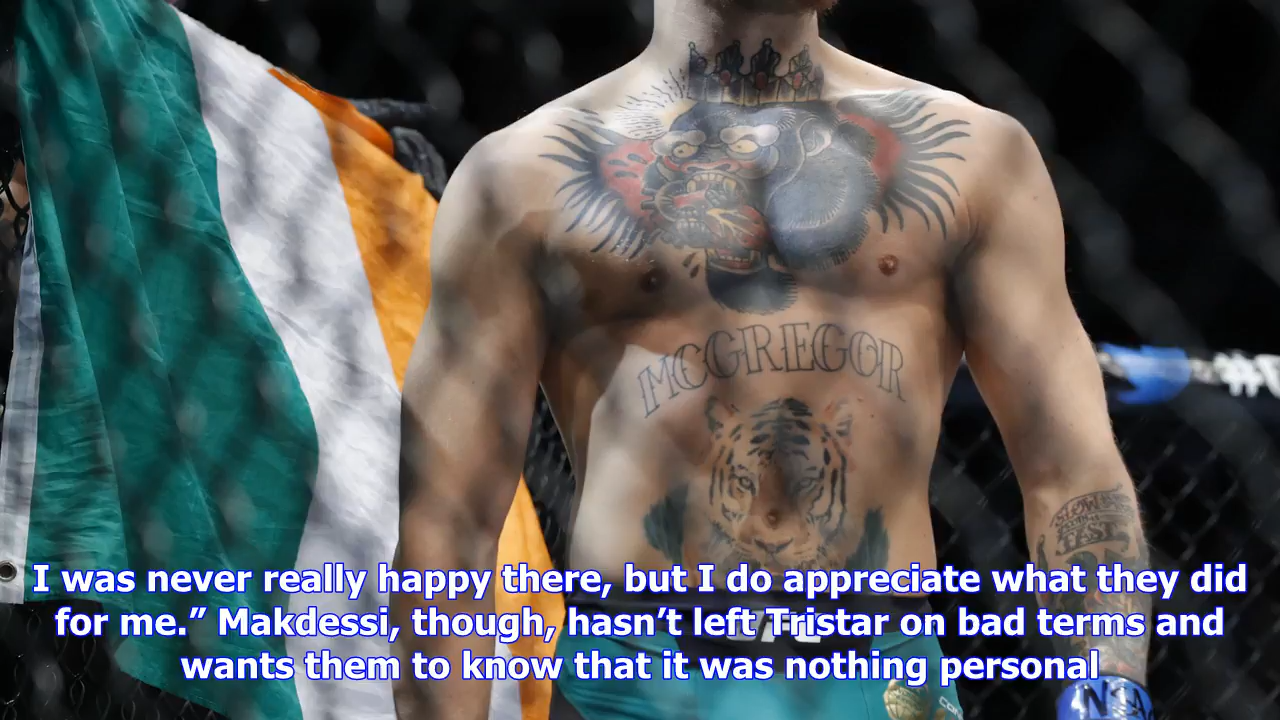 MCGREGOR
SLOW
I was never really happy there, but I do appreciate what they did
for me.” Makdessi, though, hasn’t left Tristar on bad terms and
wants them to know that it was nothing personal